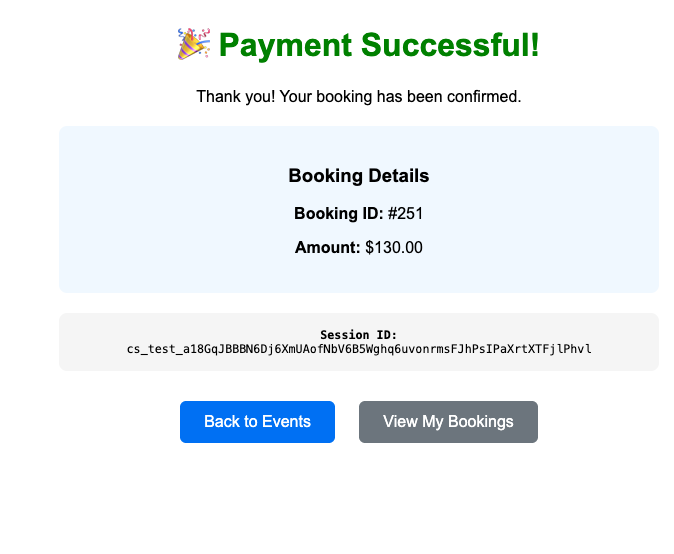 🎉 Payment Successful!
Thank you! Your booking has been confirmed.
Booking Details
Booking ID: #251
Amount: $130.00
Session ID:
cs_test_a18GqJBBBN6Dj6XmUAofNbV6B5Wghq6uvonrmsFJhPsIPaXrtXTFjlPhvl
Back to Events
View My Bookings